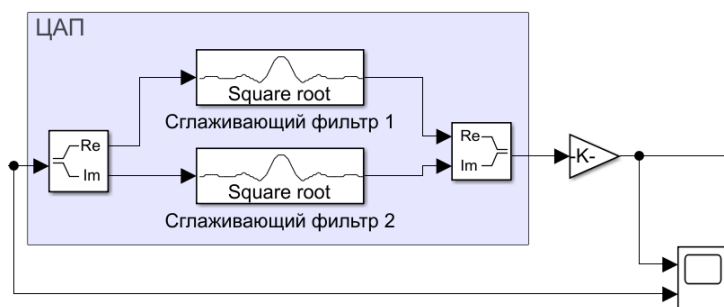 ЦАП
Square root
Сглаживающий фильтр 1
Re
Im
Re
Im
-K-
Square root
Сглаживающий фильтр 2